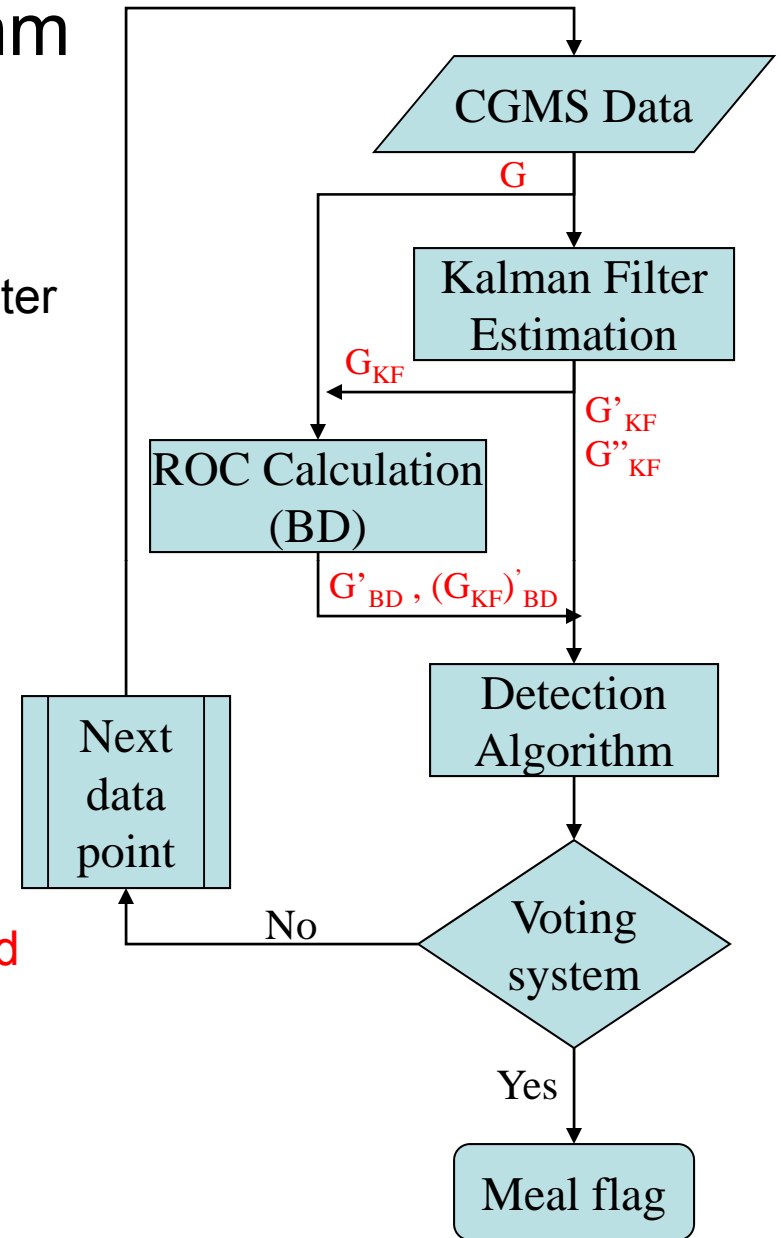 CGMS Data
G
Kalman Filter
Estimation
G_KF
G’_KF
G”_KF
ROC Calculation
(BD)
G’_BD , (G_KF)’_BD
Detection
Algorithm
Next
data
point
No
Voting
system
Yes
Meal flag